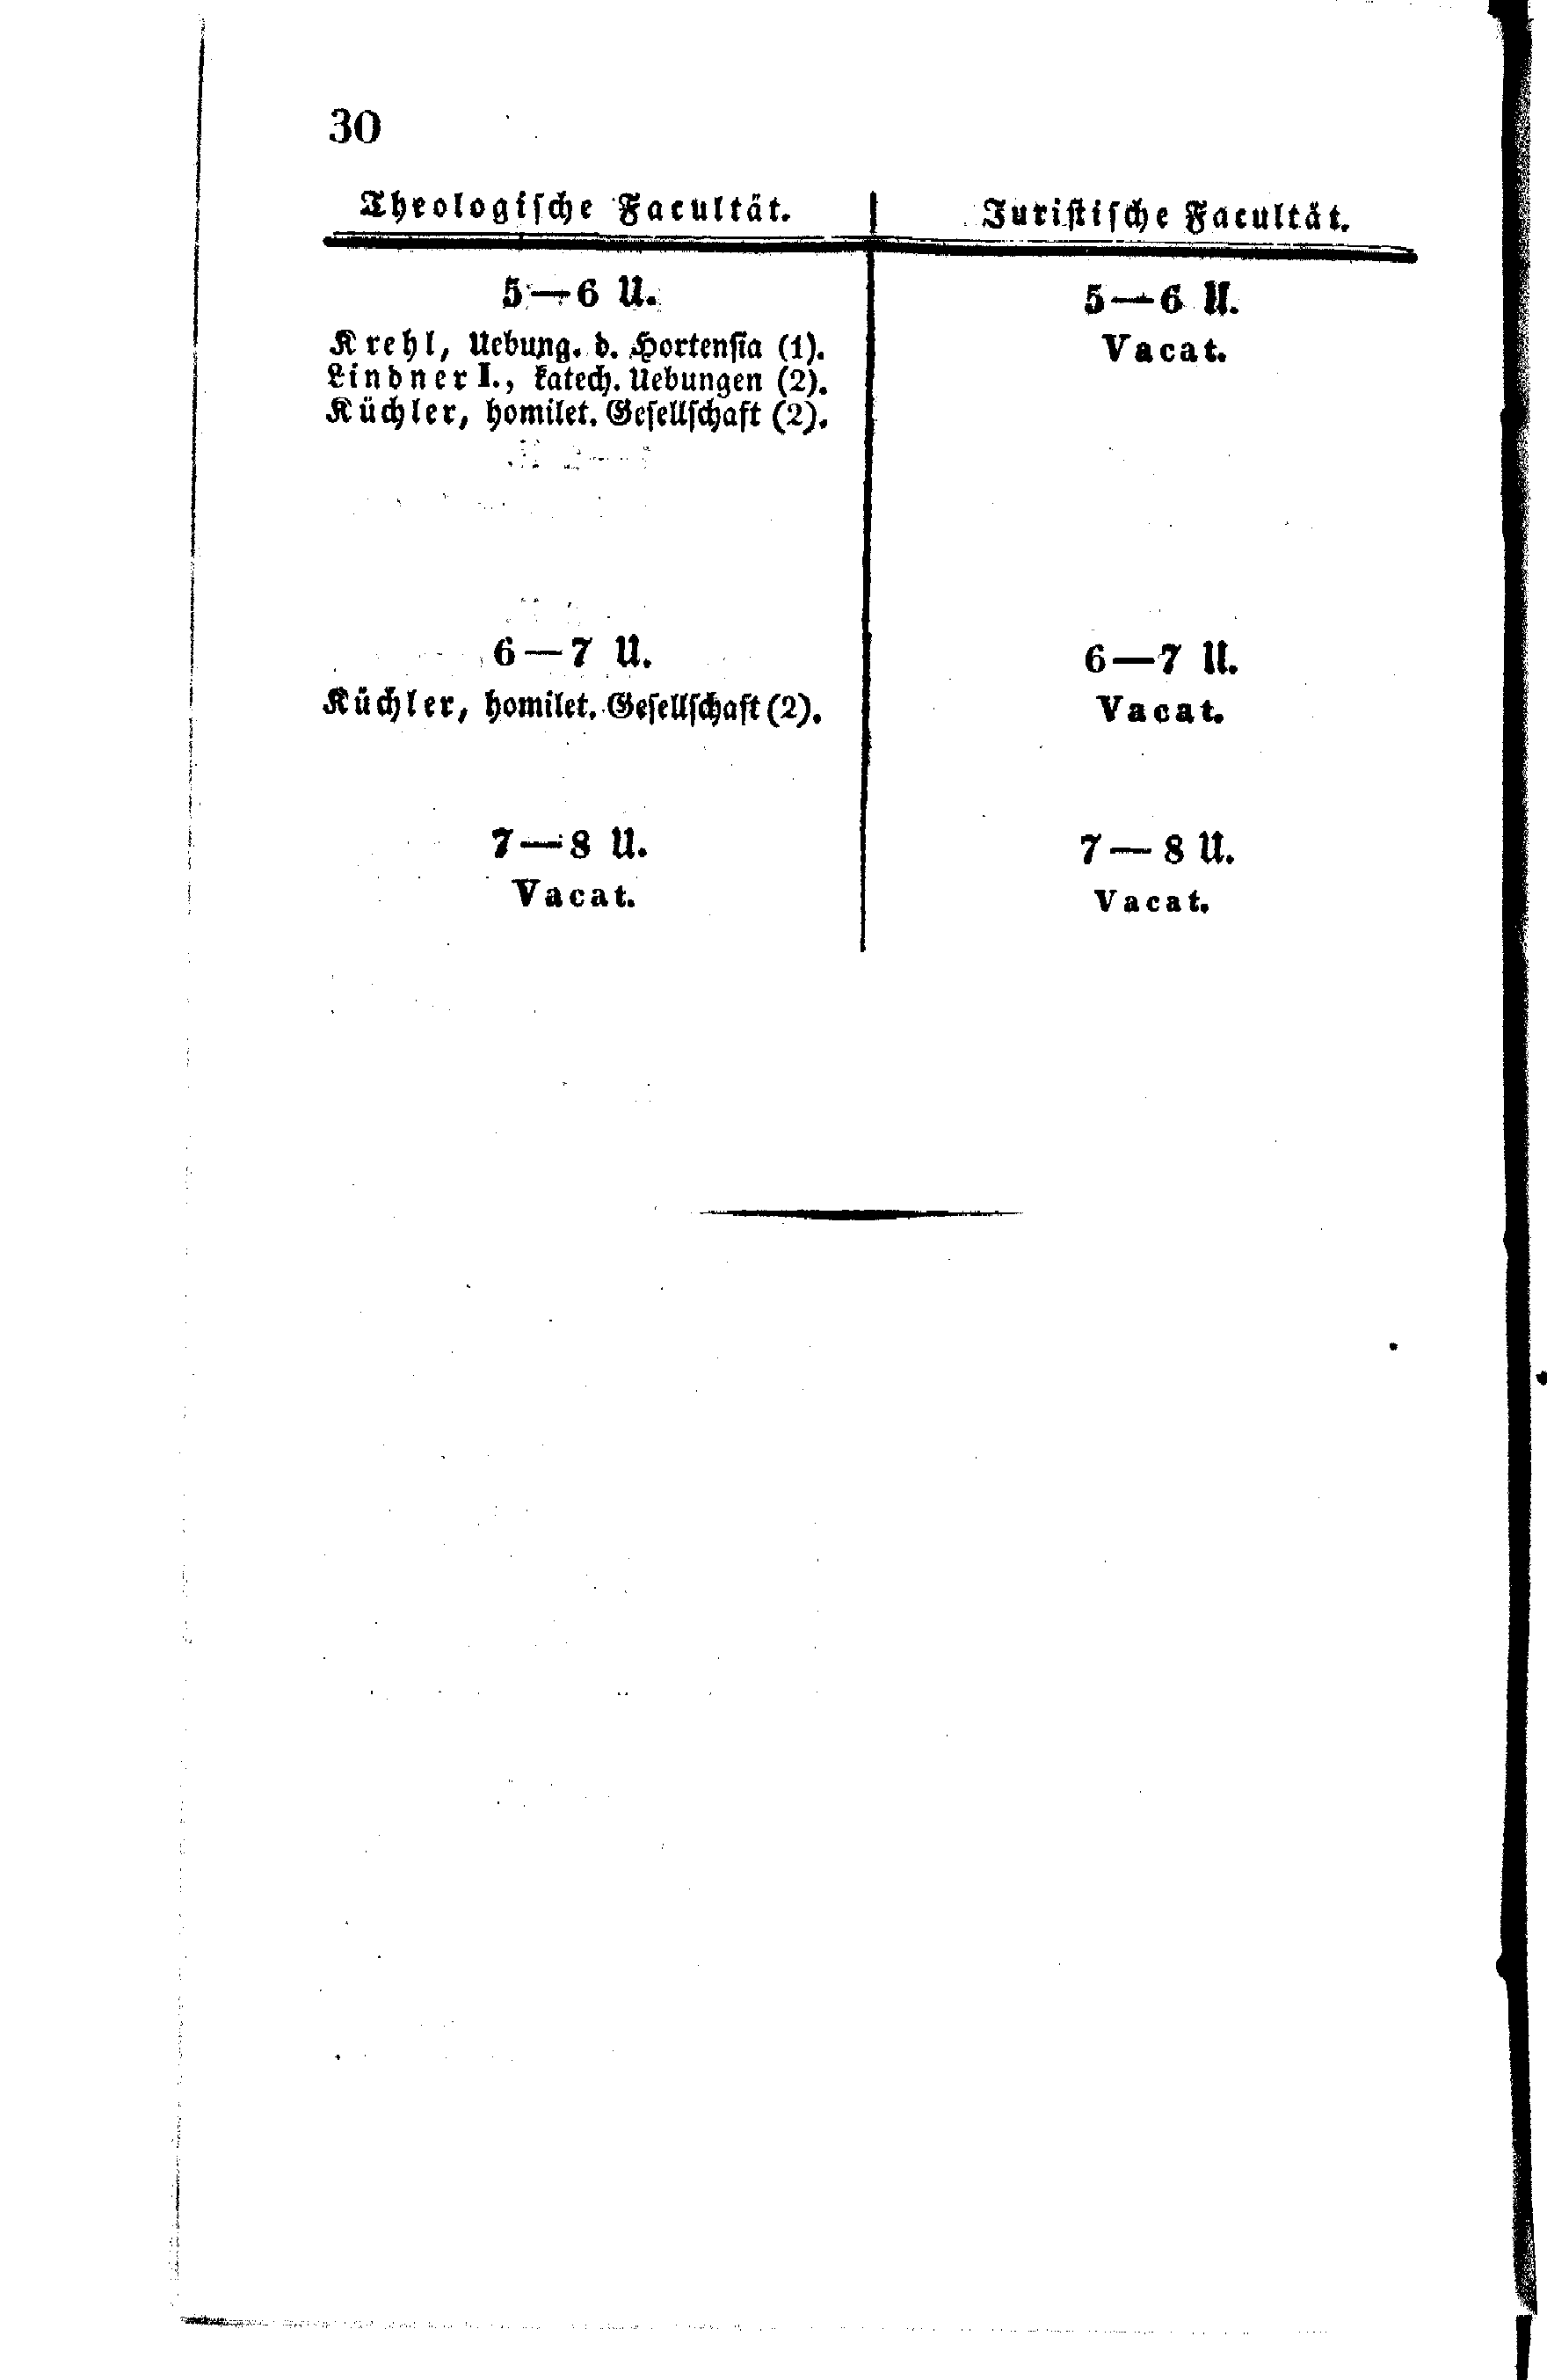 30
Theologische Facultät.
5—6 U.
Krehl, Uebung. d. Hortensia (1).
Lindner I., katech. Uebungen (2).
Küchler, homilet. Gesellschaft (2).
6—7 U.
Küchler, homilet. Gesellschaft (2).
7—8 U.
Vacat.
Juristische Facultät.
5—6 U.
Vacat.
6—7 U.
Vacat.
7—8 U.
Vacat.